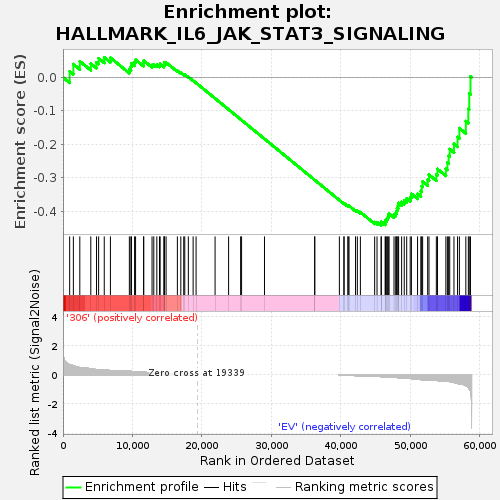 Enrichment plot:
HALLMARK_IL6_JAK_STAT3_SIGNALING
Enrichment score (ES)
0.0
-0.1
-0.2
-0.3
-0.4
'306' (positively correlated)
Ranked list metric (Signal2Noise)
4
2
0
-2
-4
Zero cross at 19339
'EV' (negatively correlated)
0
10,000
20,000
30,000
40,000
50,000
60,000
Rank in Ordered Dataset
Enrichment profile
Hits
Ranking metric scores